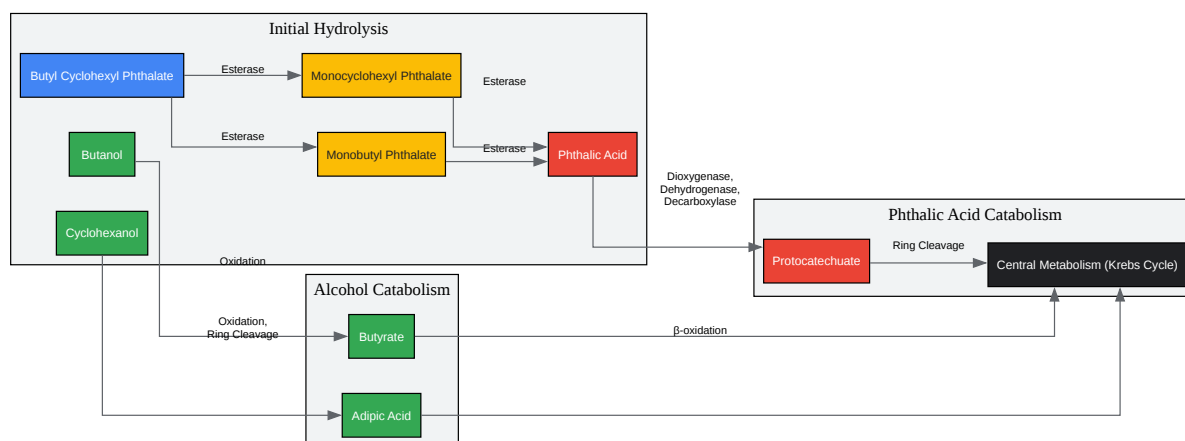 Initial Hydrolysis
Butyl Cyclohexyl Phthalate
Esterase
Monocyclohexyl Phthalate
Esterase
Butanol
Esterase
Monobutyl Phthalate
Esterase
Phthalic Acid
Dioxygenase,
Dehydrogenase,
Decarboxylase
Cyclohexanol
Phthalic Acid Catabolism
Protocatechuate
Ring Cleavage
Central Metabolism (Krebs Cycle)
Oxidation
Alcohol Catabolism
Oxidation,
Ring Cleavage
Butyrate
β-oxidation
Adipic Acid